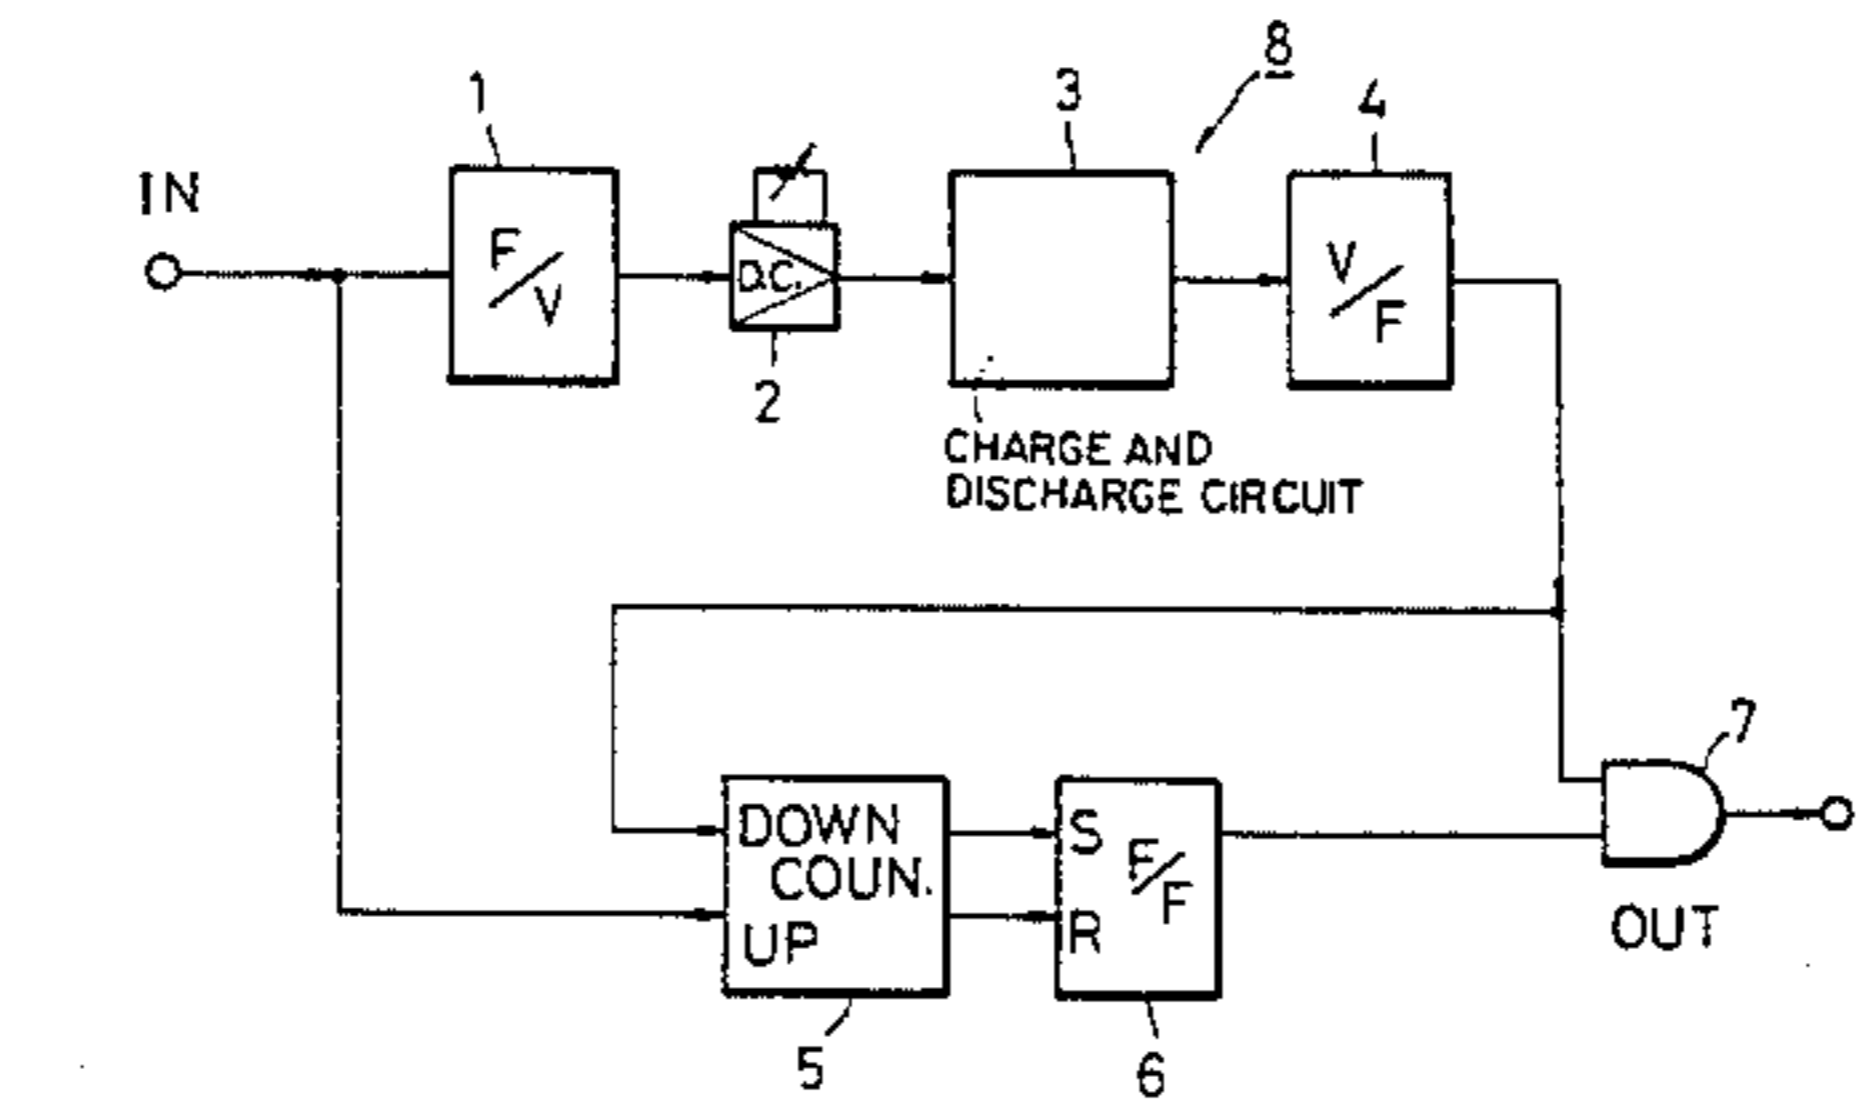 8
1
3
4
IN
F/V
D.C.
V/F
2
CHARGE AND
DISCHARGE CIRCUIT
7
DOWN
COUN.
UP
S
F/F
R
OUT
5
6